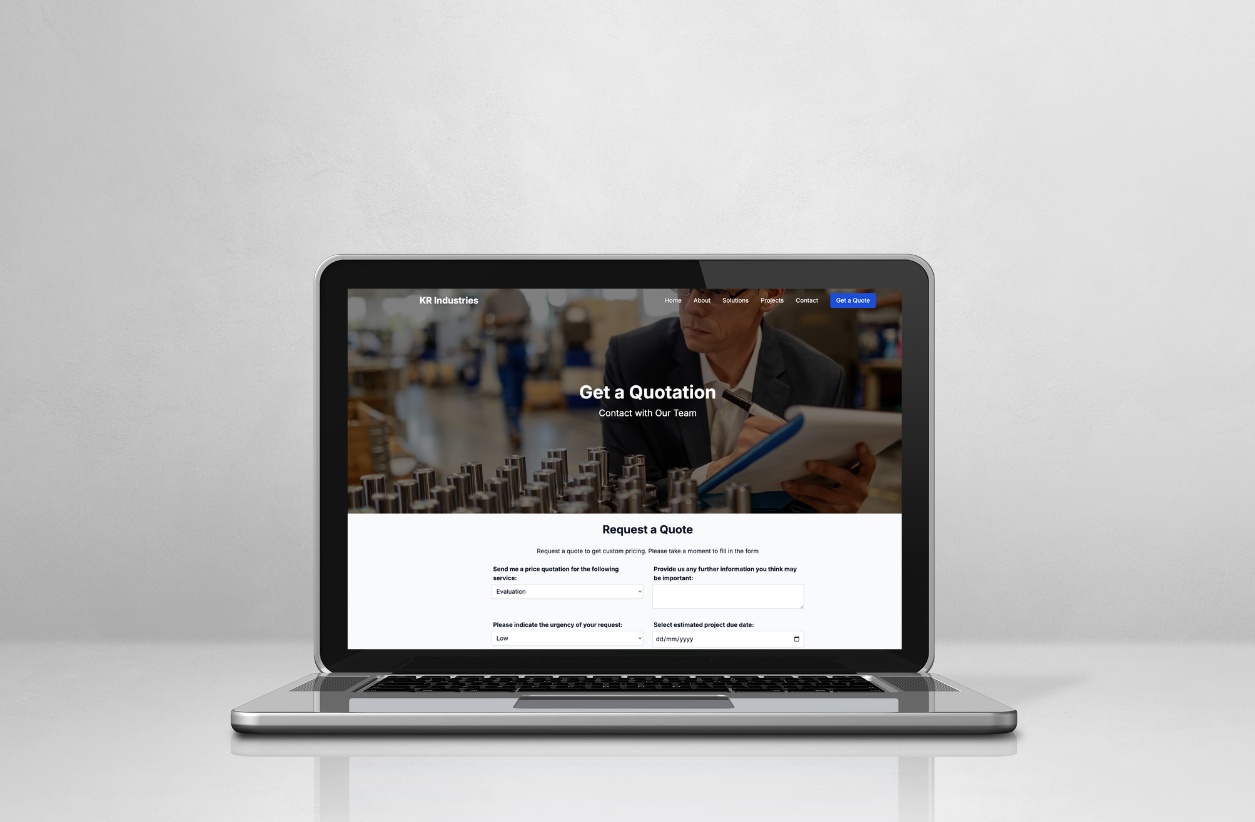 KR Industries
Home About Solutions Projects Contact Get a Quote
Get a Quotation
Contact with Our Team
Request a Quote
Request a quote to get custom pricing. Please take a moment to fill in the form
Send me a price quotation for the following
service:
Evaluation
Provide us any further information you think may
be important:
Please indicate the urgency of your request:
Low
Select estimated project due date:
dd/mm/yyyy